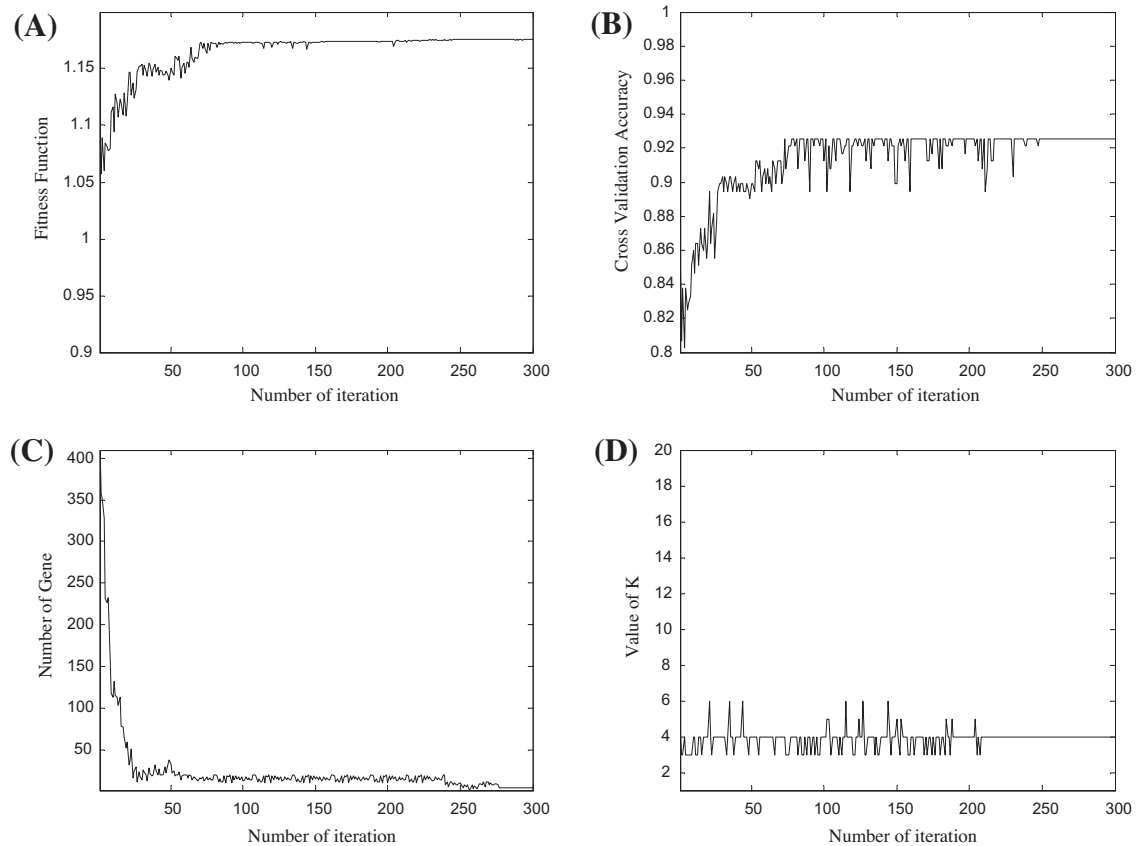 (A)
1.15
1.1
1.05
1
0.95
0.9
Fitness Function
50 100 150 200 250 300
Number of iteration
(B)
1
0.98
0.96
0.94
0.92
0.9
0.88
0.86
0.84
0.82
0.8
Cross Validation Accuracy
50 100 150 200 250 300
Number of iteration
(C)
400
350
300
250
200
150
100
50
Number of Gene
50 100 150 200 250 300
Number of iteration
(D)
20
18
16
14
12
10
8
6
4
2
Value of K
50 100 150 200 250 300
Number of iteration